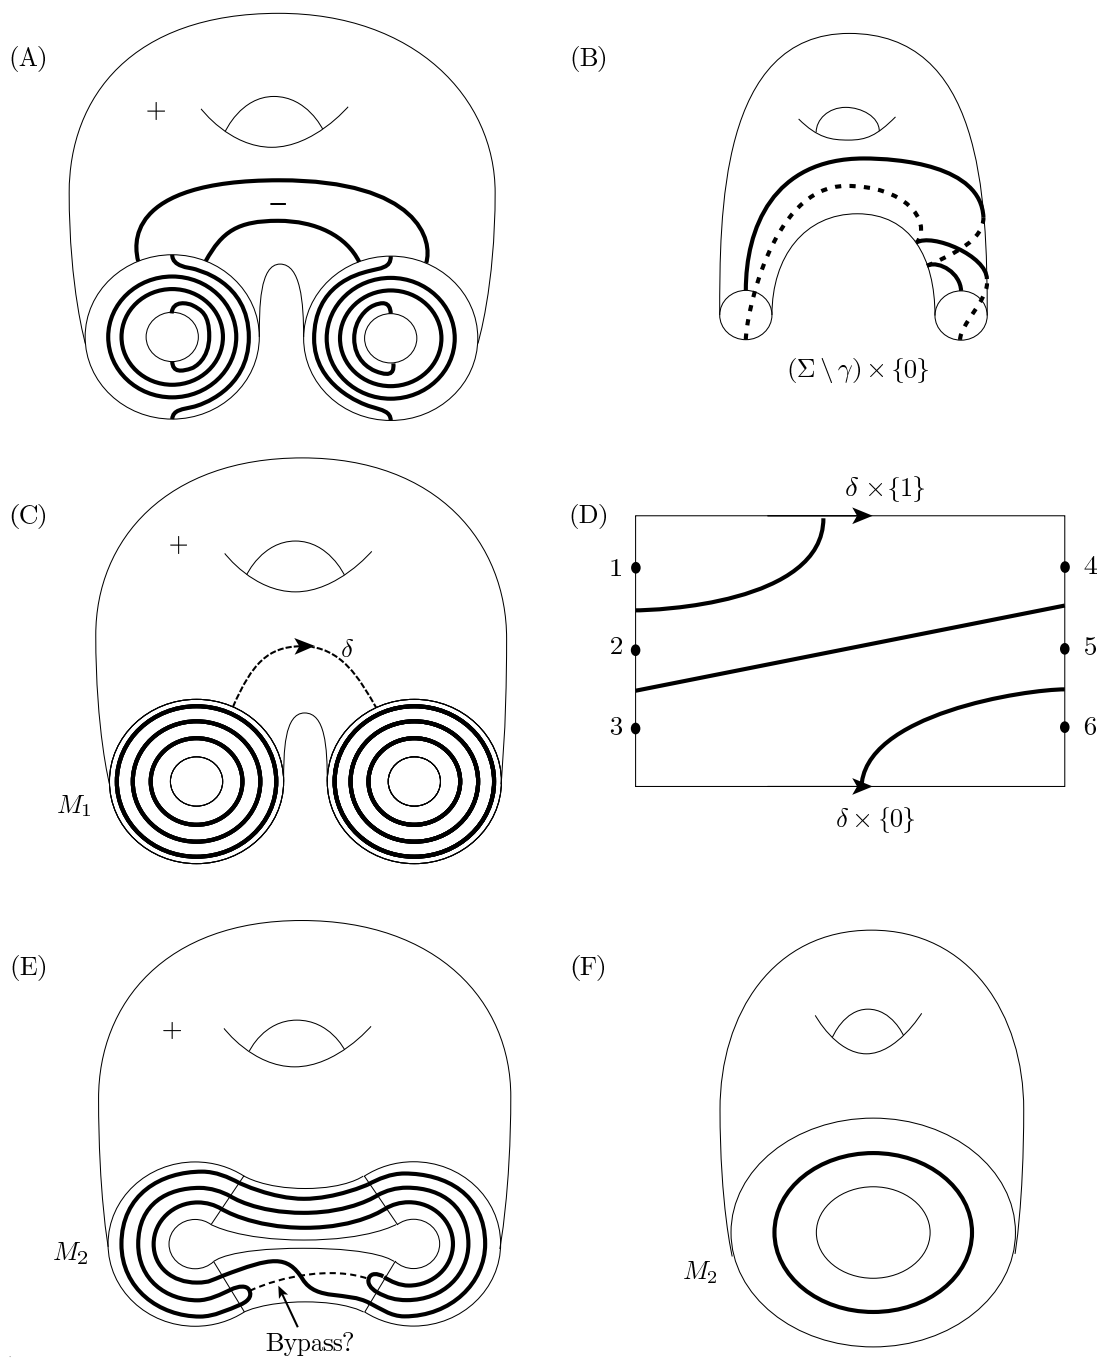 (A)
+
−
(B)
(Σ \ γ) × {0}
(C)
+
δ
M₁
(D)
δ × {1}
1
4
2
5
3
6
δ × {0}
(E)
+
M₂
Bypass?
(F)
M₂